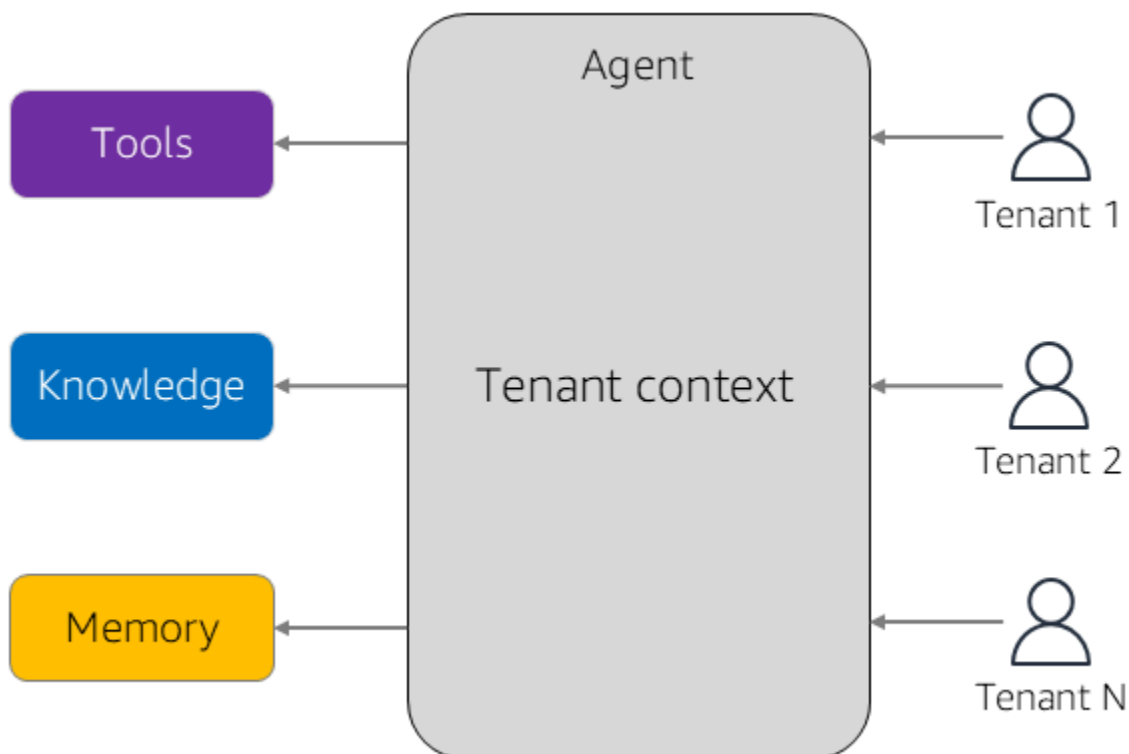 Agent
Tools
Tenant 1
Knowledge
Tenant context
Tenant 2
Memory
Tenant N